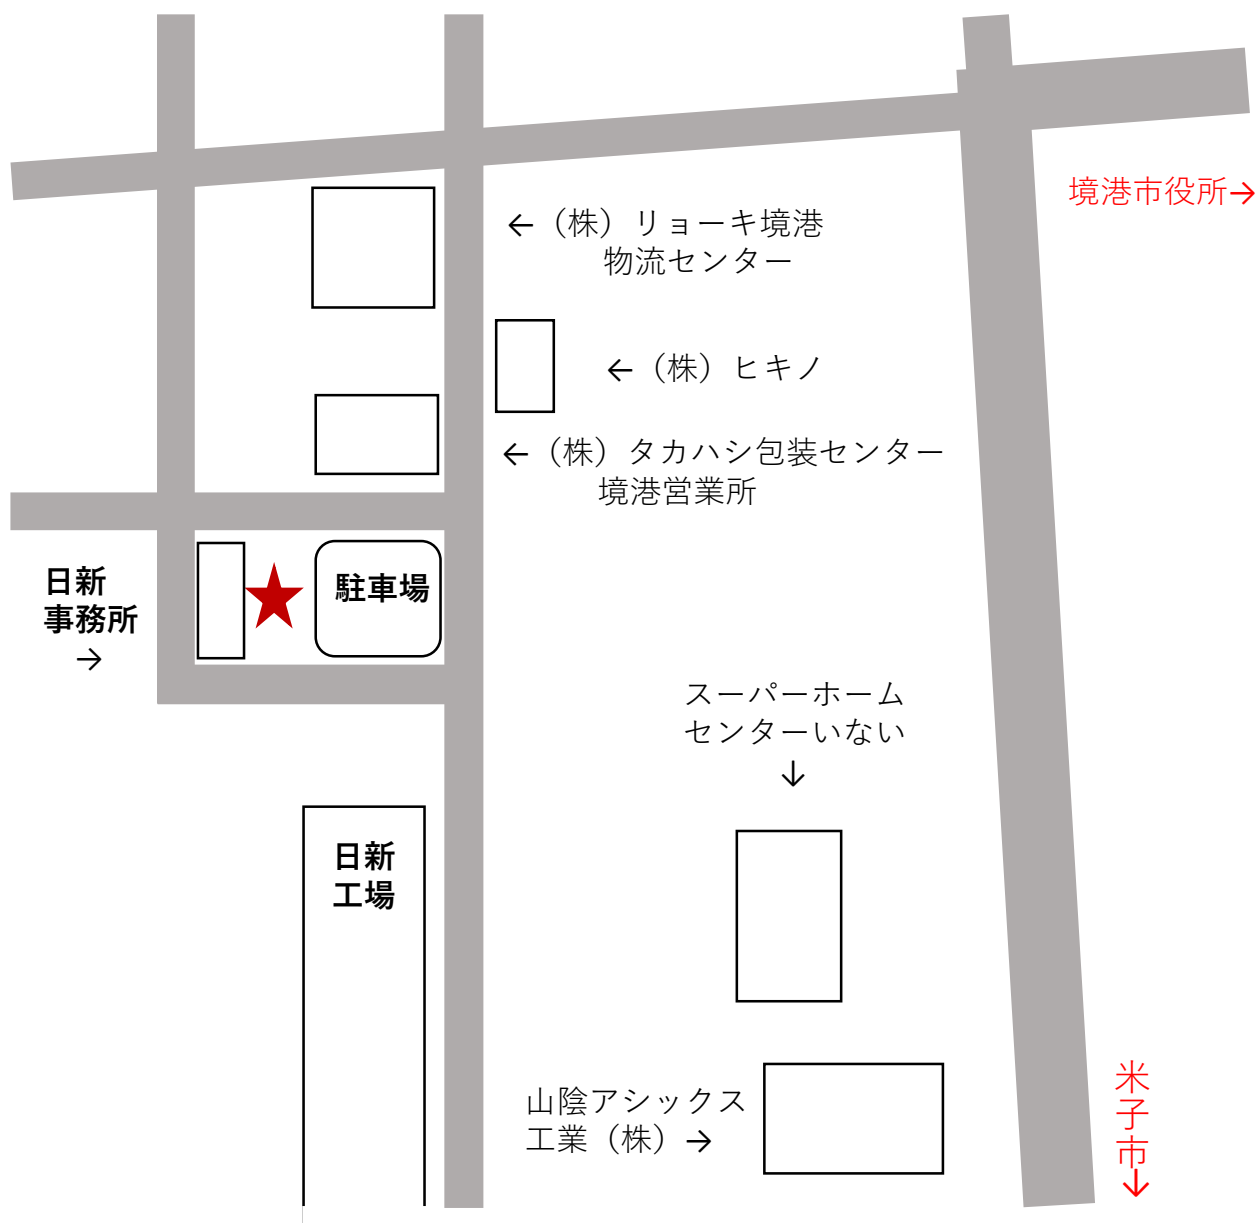 境港市役所→
←（株）リョーキ境港
物流センター
←（株）ヒキノ
←（株）タカハシ包装センター
境港営業所
日新
事務所
→
駐車場
スーパーホーム
センターいない
↓
日新
工場
山陰アシックス
工業（株）→
米子市↓